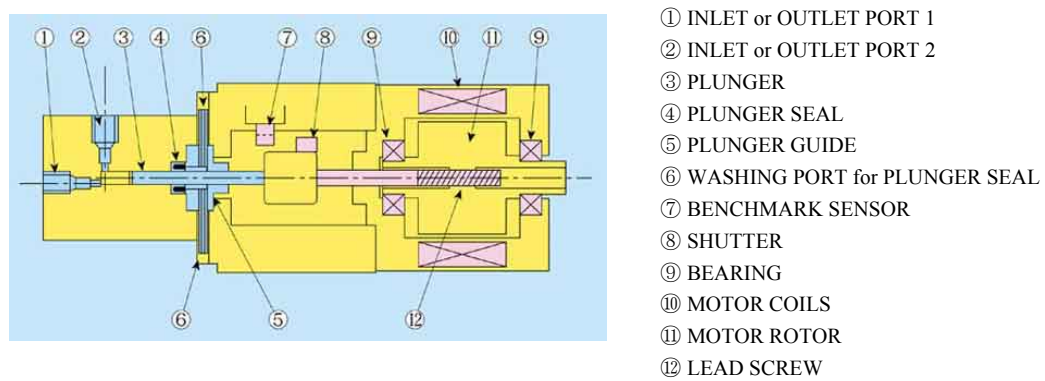 ① ② ③ ④ ⑥ ⑦ ⑧ ⑨ ⑩ ⑪ ⑨
⑥ ⑤ ⑫
① INLET or OUTLET PORT 1
② INLET or OUTLET PORT 2
③ PLUNGER
④ PLUNGER SEAL
⑤ PLUNGER GUIDE
⑥ WASHING PORT for PLUNGER SEAL
⑦ BENCHMARK SENSOR
⑧ SHUTTER
⑨ BEARING
⑩ MOTOR COILS
⑪ MOTOR ROTOR
⑫ LEAD SCREW